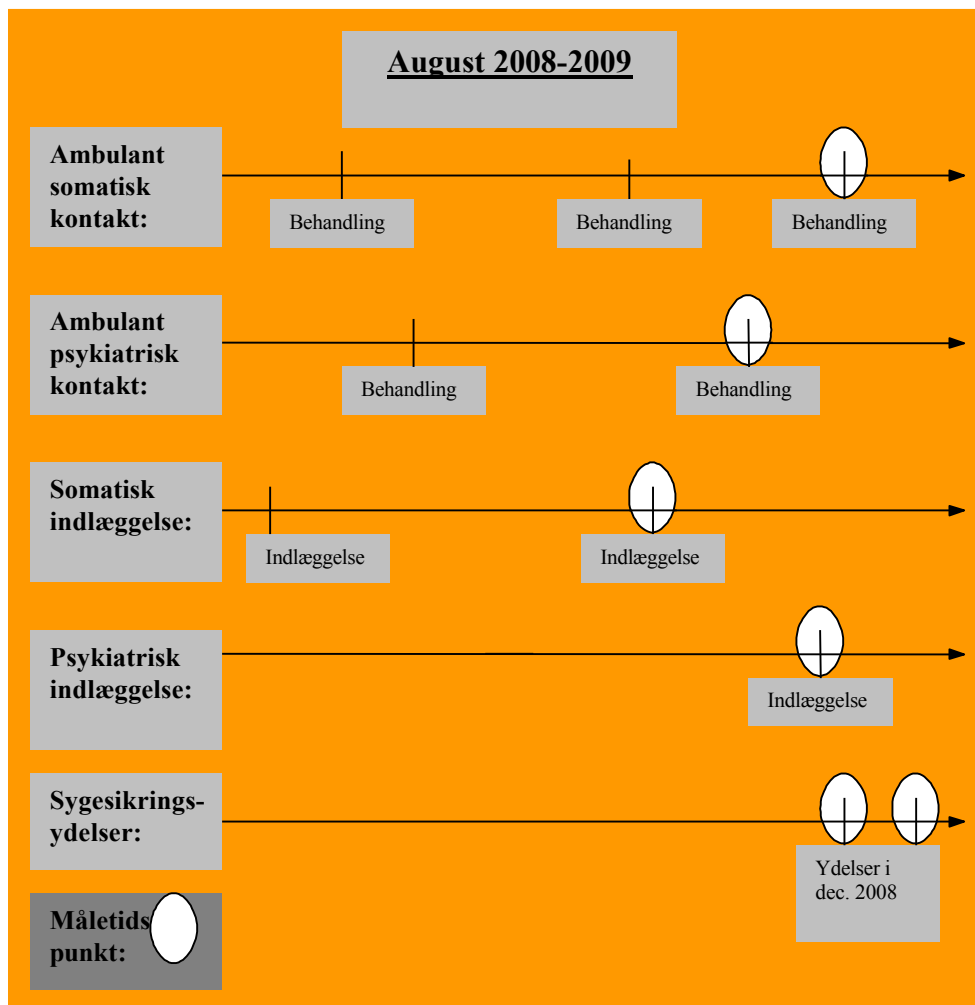 August 2008-2009
Ambulant
somatisk
kontakt:
Behandling
Behandling
Behandling
Ambulant
psykiatrisk
kontakt:
Behandling
Behandling
Somatisk
indlæggelse:
Indlæggelse
Indlæggelse
Psykiatrisk
indlæggelse:
Indlæggelse
Sygesikrings-
ydelser:
Ydelser i
dec. 2008
Måletids
punkt: